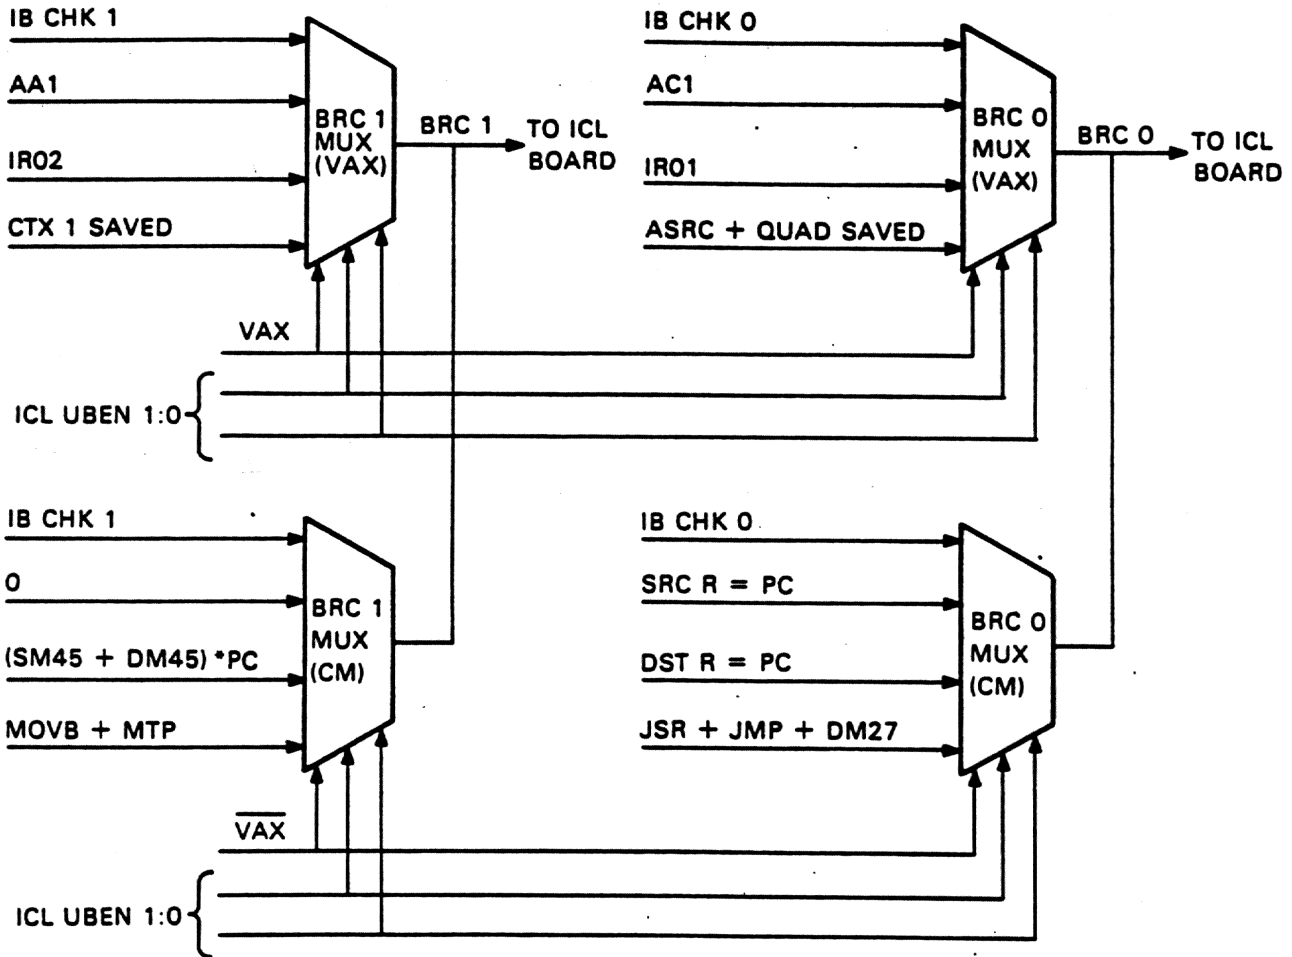 IB CHK 1
AA1
IR02
CTX 1 SAVED
BRC 1
MUX
(VAX)
BRC 1
TO ICL
BOARD
IB CHK 0
AC1
IR01
ASRC + QUAD SAVED
BRC 0
MUX
(VAX)
BRC 0
TO ICL
BOARD
VAX
ICL UBEN 1:0
IB CHK 1
0
(SM45 + DM45) *PC
MOVB + MTP
BRC 1
MUX
(CM)
IB CHK 0
SRC R = PC
DST R = PC
JSR + JMP + DM27
BRC 0
MUX
(CM)
V̅A̅X̅
ICL UBEN 1:0